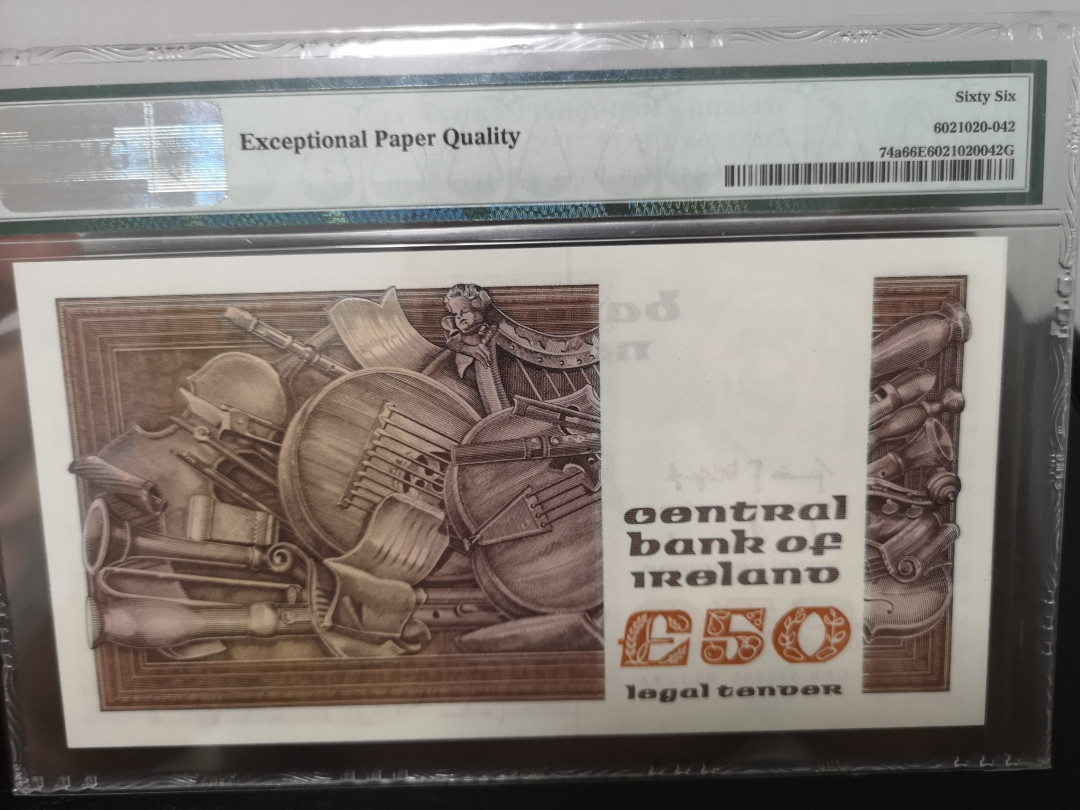 Exceptional Paper Quality
Sixty Six
6021020-042
74a66E6021020042G
central
bank of
ireland
£50
legal tender